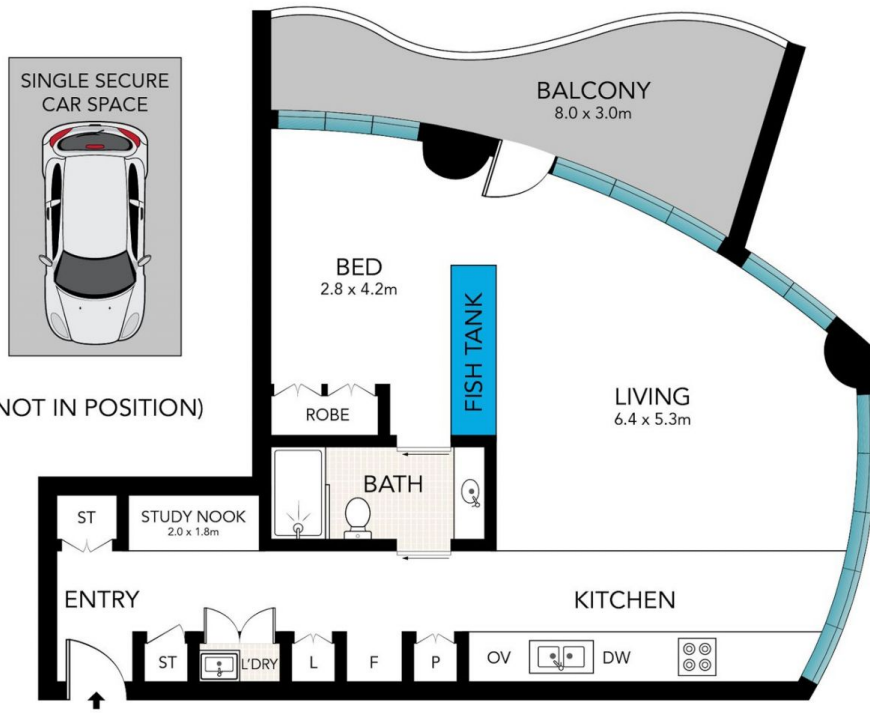 SINGLE SECURE
CAR SPACE
BALCONY
8.0 x 3.0m
BED
2.8 x 4.2m
FISH TANK
LIVING
6.4 x 5.3m
NOT IN POSITION)
ROBE
BATH
ST
STUDY NOOK
2.0 x 1.8m
ENTRY
KITCHEN
ST
L'DRY
L
F
P
OV
DW